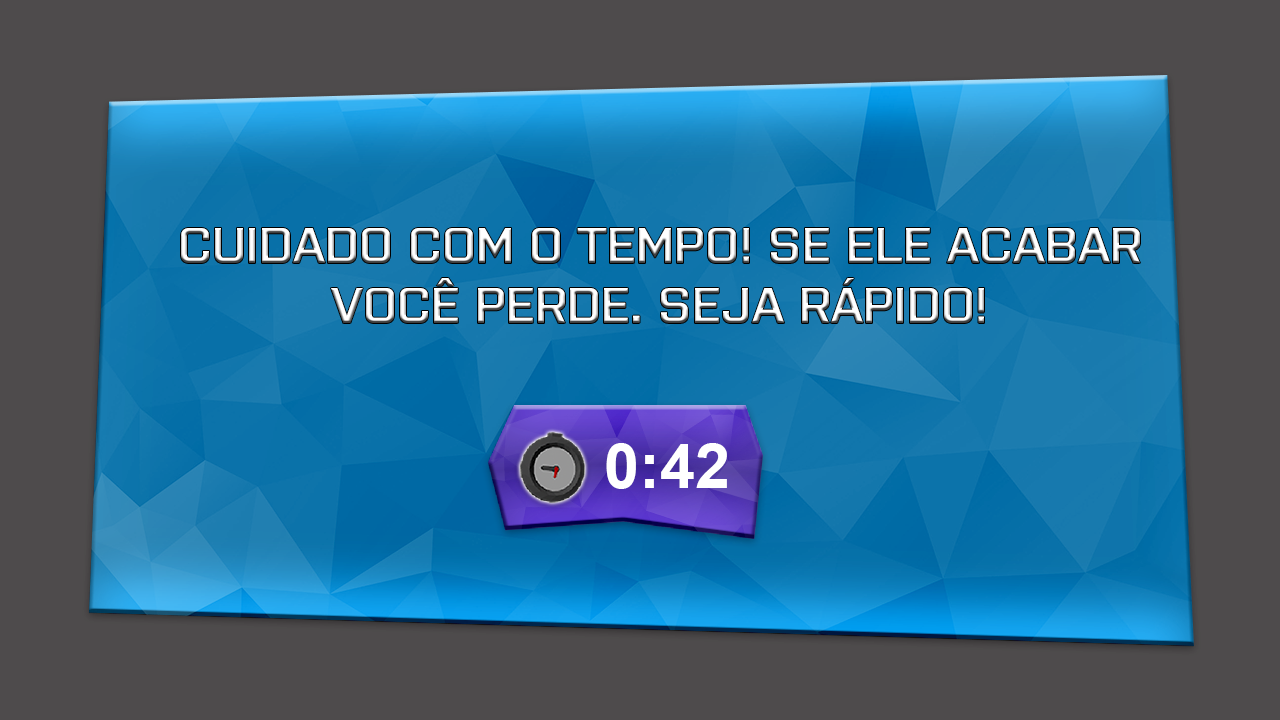 CUIDADO COM O TEMPO! SE ELE ACABAR
VOCÊ PERDE. SEJA RÁPIDO!
0:42